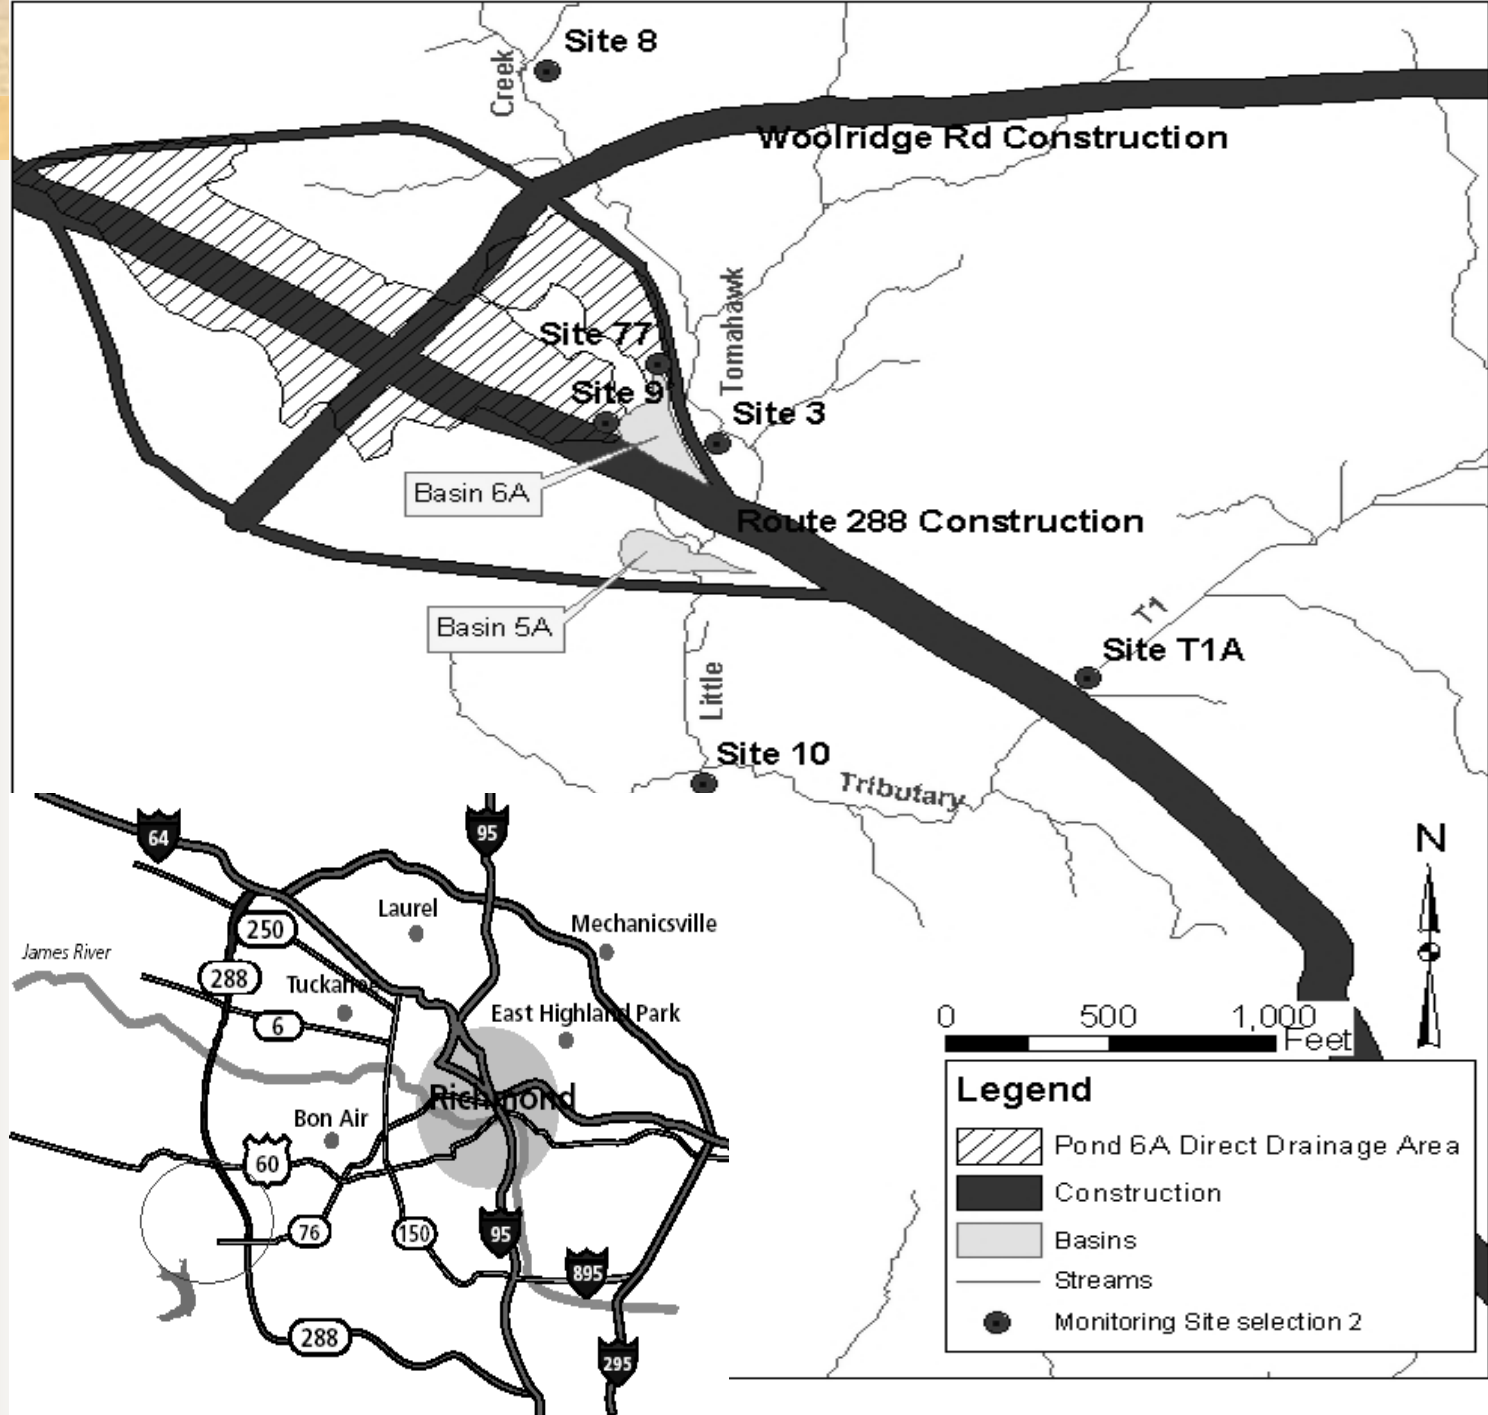 Site 8
Creek
Woolridge Rd Construction
Tomahawk
Site 77
Site 9
Site 3
Basin 6A
Route 288 Construction
Basin 5A
T1
Site T1A
Little
Site 10
Tributary
N
0 500 1,000
Feet
Legend
Pond 6A Direct Drainage Area
Construction
Basins
Streams
Monitoring Site selection 2
64
95
Laurel
Mechanicsville
250
James River
288
Tuckahoe
6
East Highland Park
Richmond
Bon Air
60
76
150
95
895
288
295